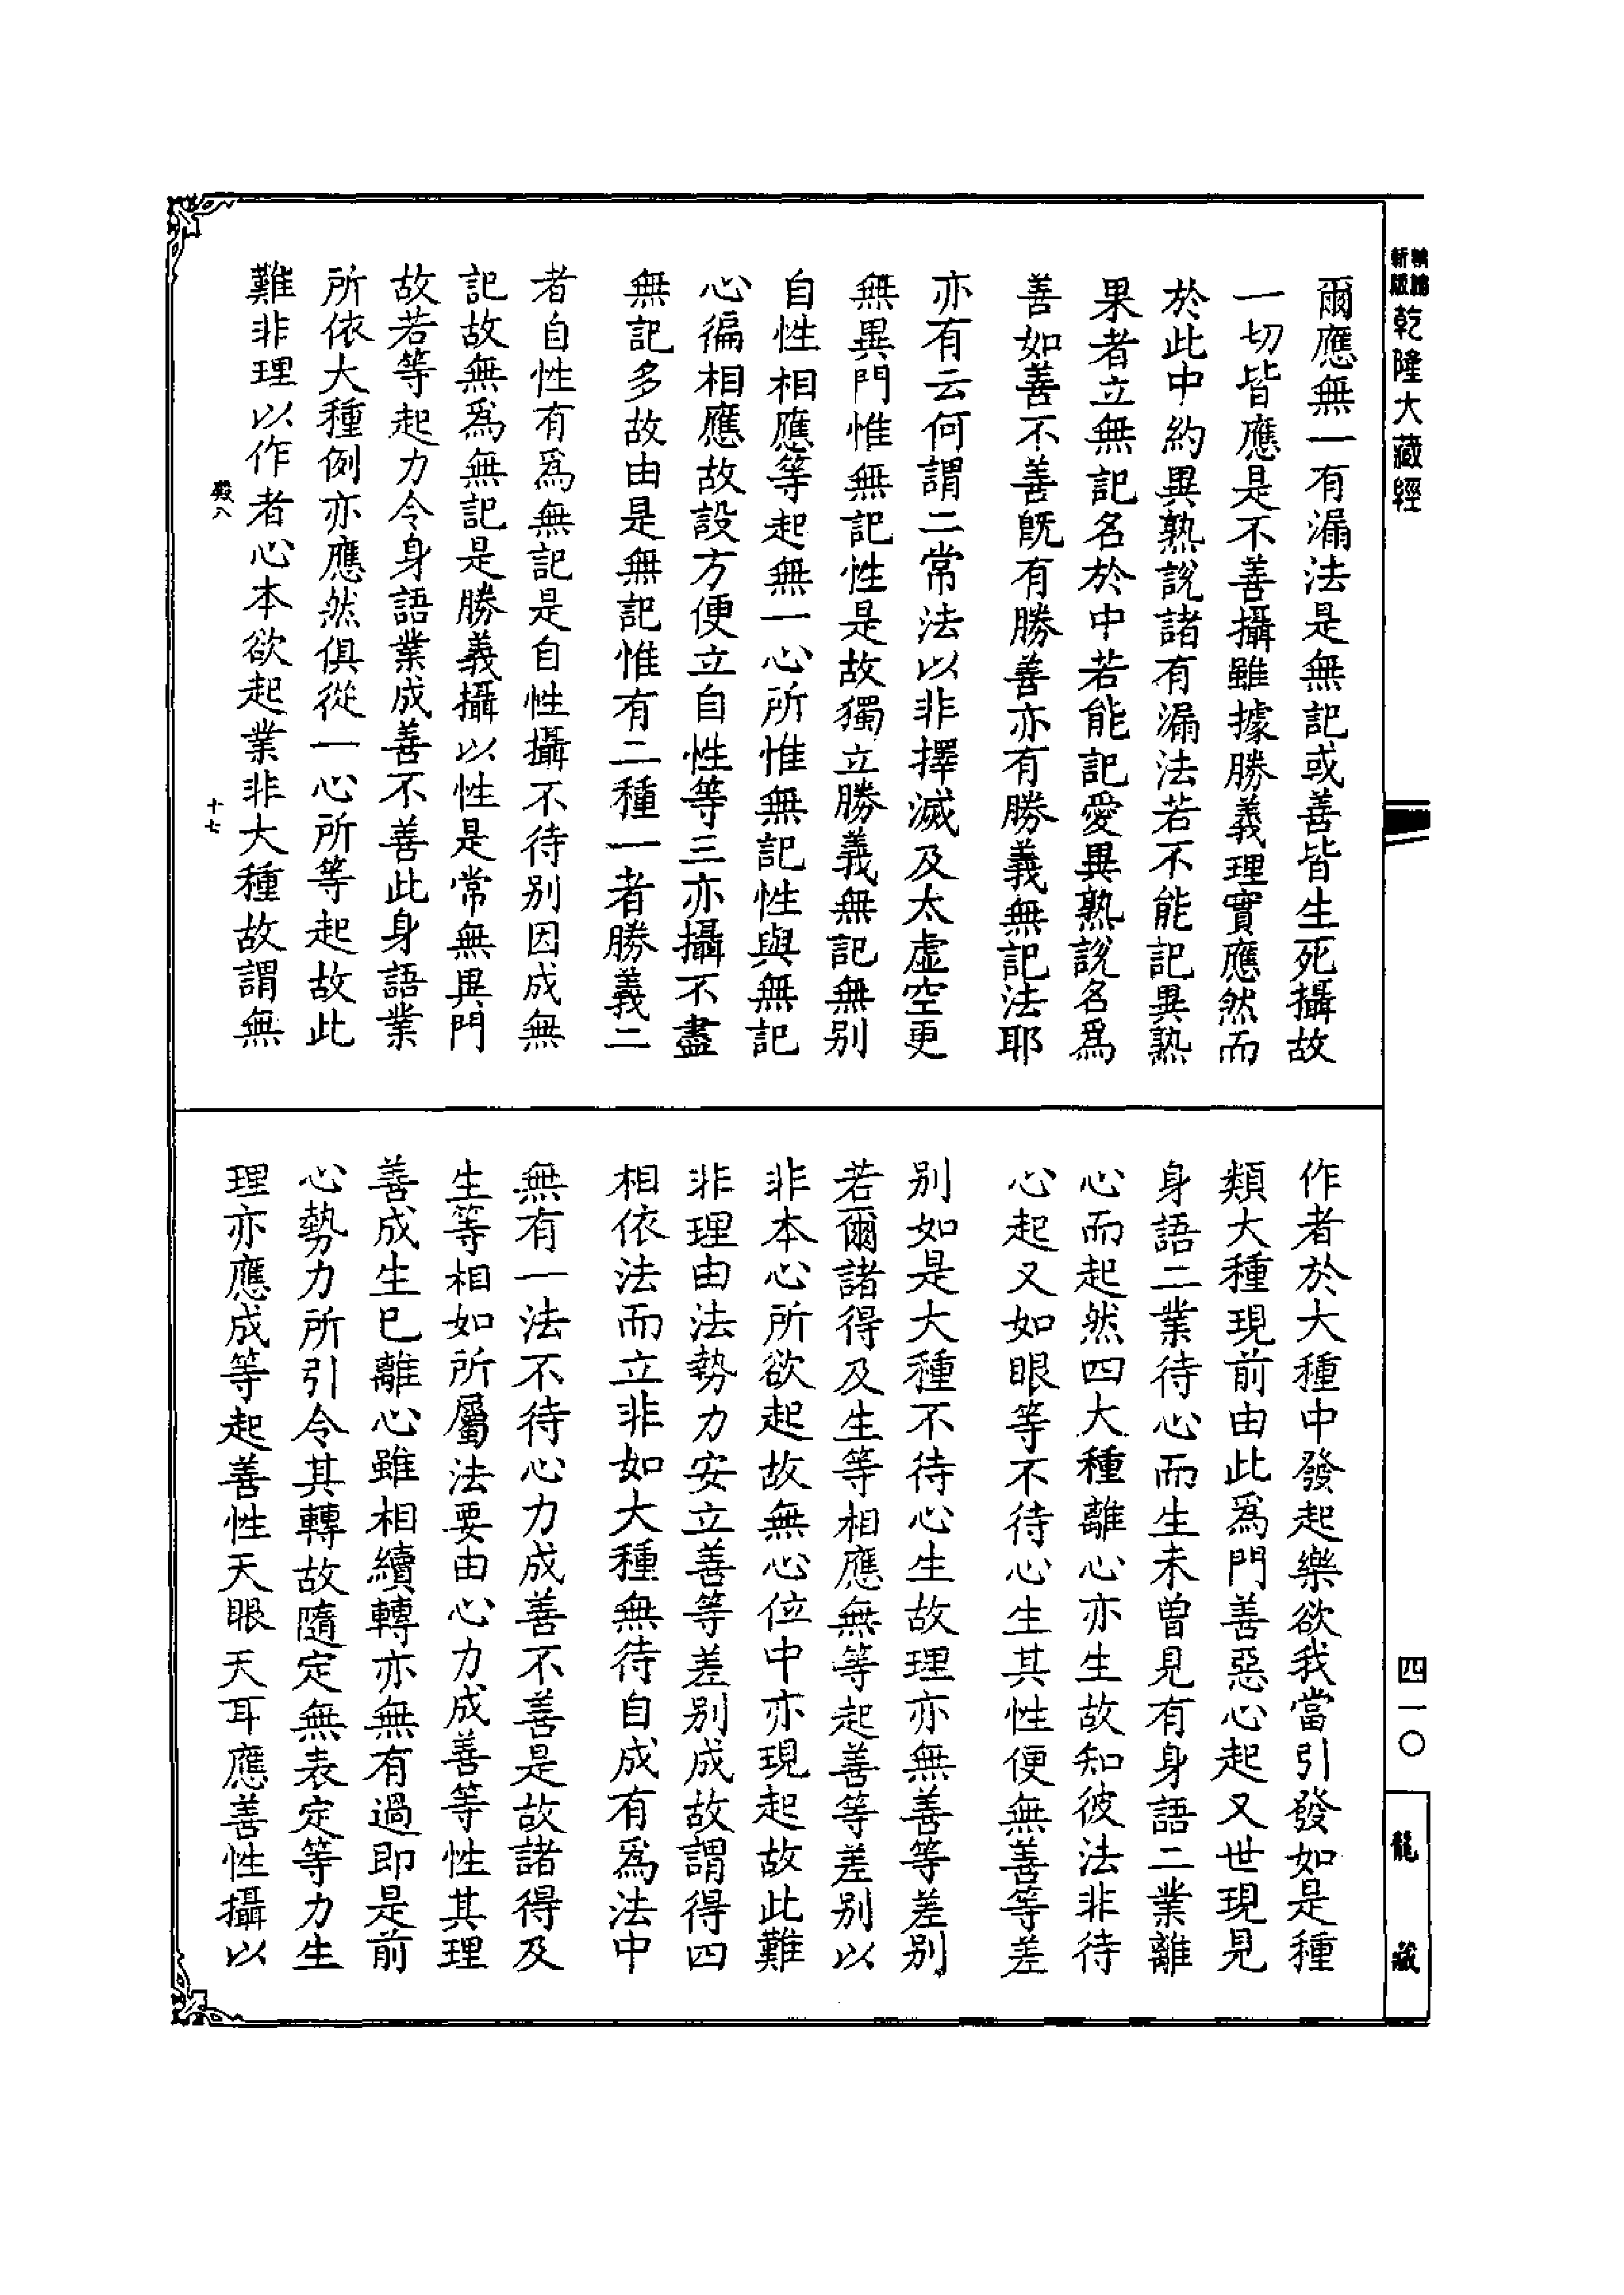 新版
乾隆大藏經
四一〇
龍藏
爾應無一有漏法是無記或善皆生死攝故
一切皆應是不善攝雖據勝義理實應然而
於此中約異熟說諸有漏法若不能記異熟
果者立無記名於中若能記愛異熟說名為
善如善不善旣有勝善亦有勝義無記法耶
亦有云何謂二常法以非擇滅及太虛空更
無異門惟無記性是故獨立勝義無記無別
自性相應等起無一心所惟無記性與無記
心徧相應故設方便立自性等三亦攝不盡
無記多故由是無記惟有二種一者勝義二
者自性有爲無記是自性攝不待別因成無
記故無爲無記是勝義攝以性是常無異門
故若等起力令身語業成善不善此身語業
所依大種例亦應然俱從一心所等起故此
難非理以作者心本欲起業非大種故謂無
殿八
十七
作者於大種中發起樂欲我當引發如是種
類大種現前由此爲門善惡心起又世現見
身語二業待心而生未曾見有身語二業離
心而起然四大種離心亦生故知彼法非待
心起又如眼等不待心生其性便無善等差
別如是大種不待心生故理亦無善等差別
若爾諸得及生等相應無等起善等差別以
非本心所欲起故無心位中亦現起故此難
非理由法勢力安立善等差別成故謂得四
相依法而立非如大種無待自成有爲法中
無有一法不待心力成善不善是故諸得及
生等相如所屬法要由心力成善等性其理
善成生已離心雖相續轉亦無有過即是前
心勢力所引令其轉故隨定無表定等力生
理亦應成等起善性天眼天耳應善性攝以